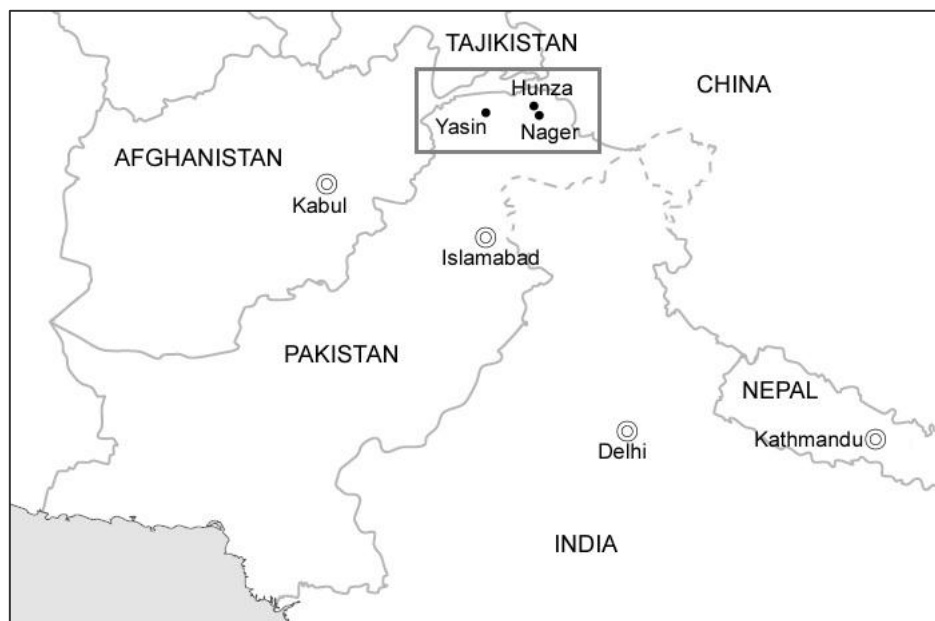 TAJIKISTAN
CHINA
Hunza
Yasin
Nager
AFGHANISTAN
Kabul
Islamabad
PAKISTAN
NEPAL
Kathmandu
Delhi
INDIA